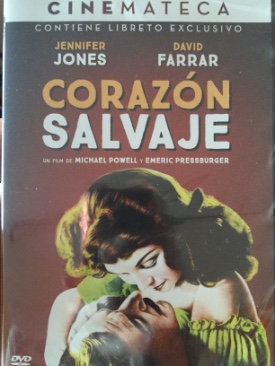 CINEMATECA
CONTIENE LIBRETO EXCLUSIVO
JENNIFER DAVID
JONES FARRAR
CORAZÓN
SALVAJE
UN FILM DE MICHAEL POWELL Y EMERIC PRESSBURGER
DVD